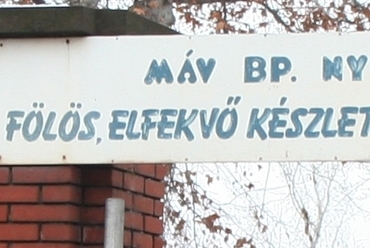 MÁV BP. NY
FÖLÖS, ELFEKVŐ KÉSZLET